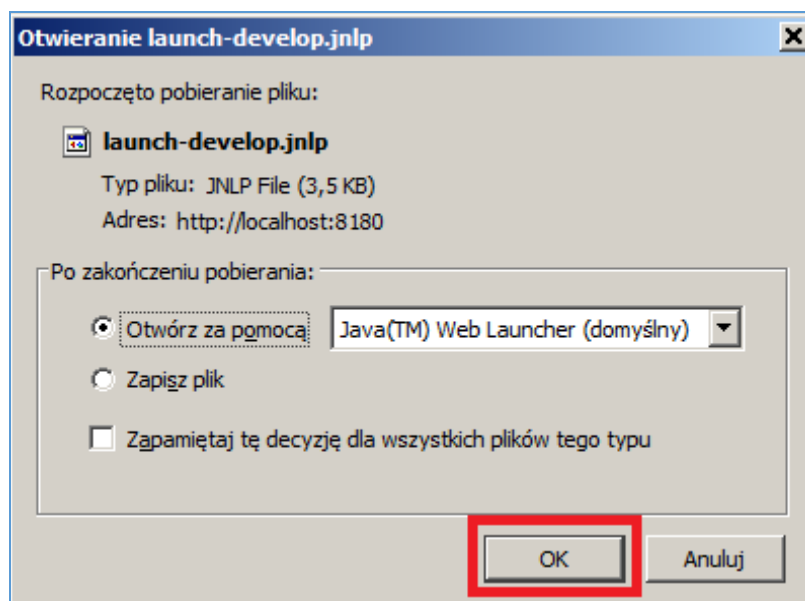 Otwieranie launch-develop.jnlp
Rozpoczęto pobieranie pliku:
launch-develop.jnlp
Typ pliku: JNLP File (3,5 KB)
Adres: http://localhost:8180
Po zakończeniu pobierania:
Otwórz za pomocą Java(TM) Web Launcher (domyślny)
Zapisz plik
Zapamiętaj tę decyzję dla wszystkich plików tego typu
OK Anuluj